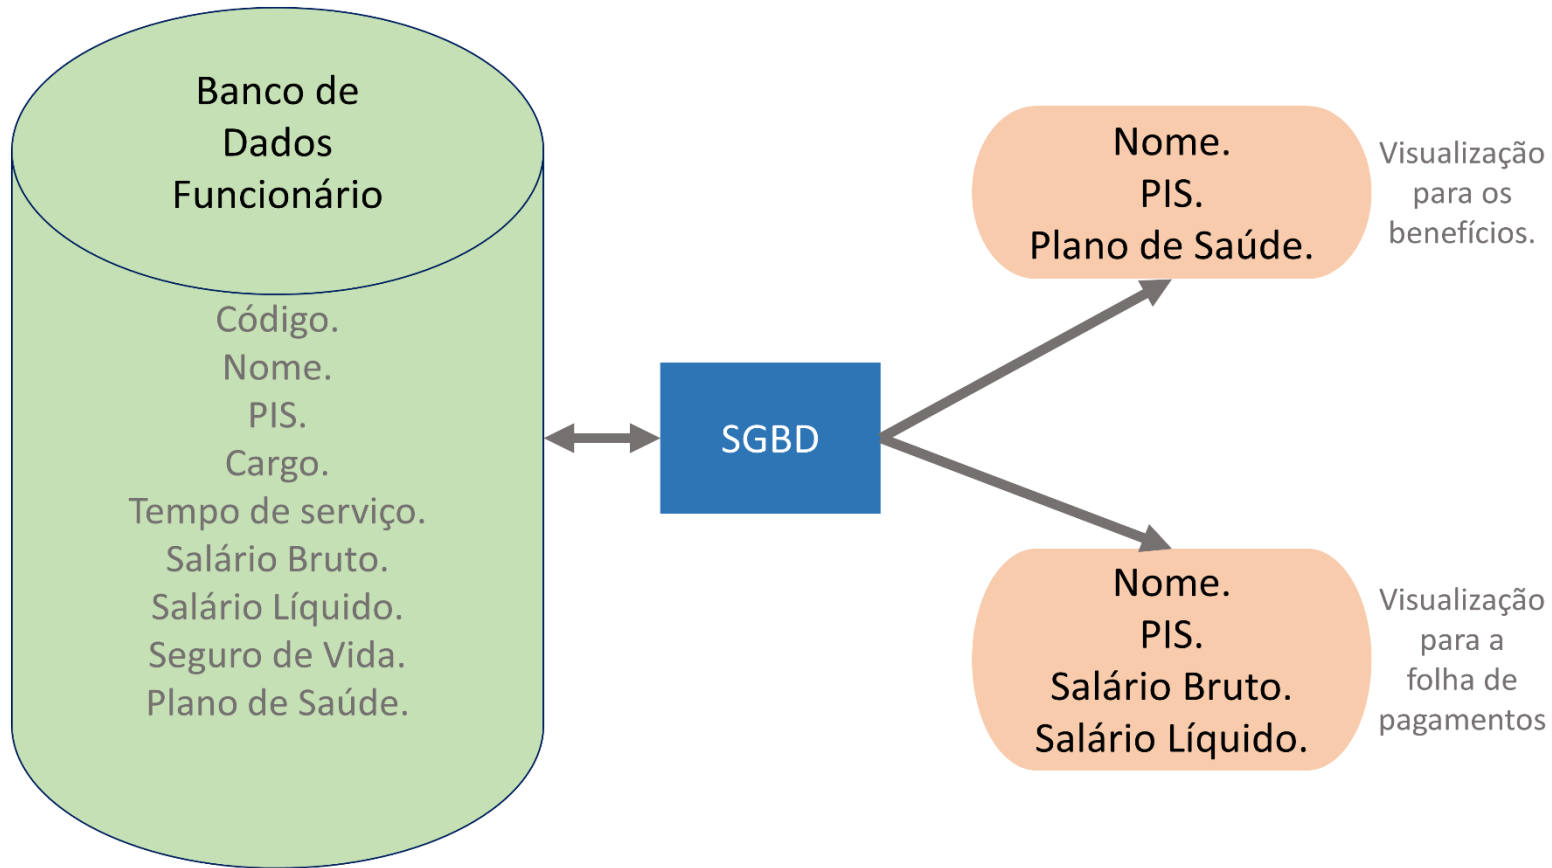 Banco de
Dados
Funcionário
Código.
Nome.
PIS.
Cargo.
Tempo de serviço.
Salário Bruto.
Salário Líquido.
Seguro de Vida.
Plano de Saúde.
SGBD
Nome.
PIS.
Plano de Saúde.
Visualização
para os
benefícios.
Nome.
PIS.
Salário Bruto.
Salário Líquido.
Visualização
para a
folha de
pagamentos